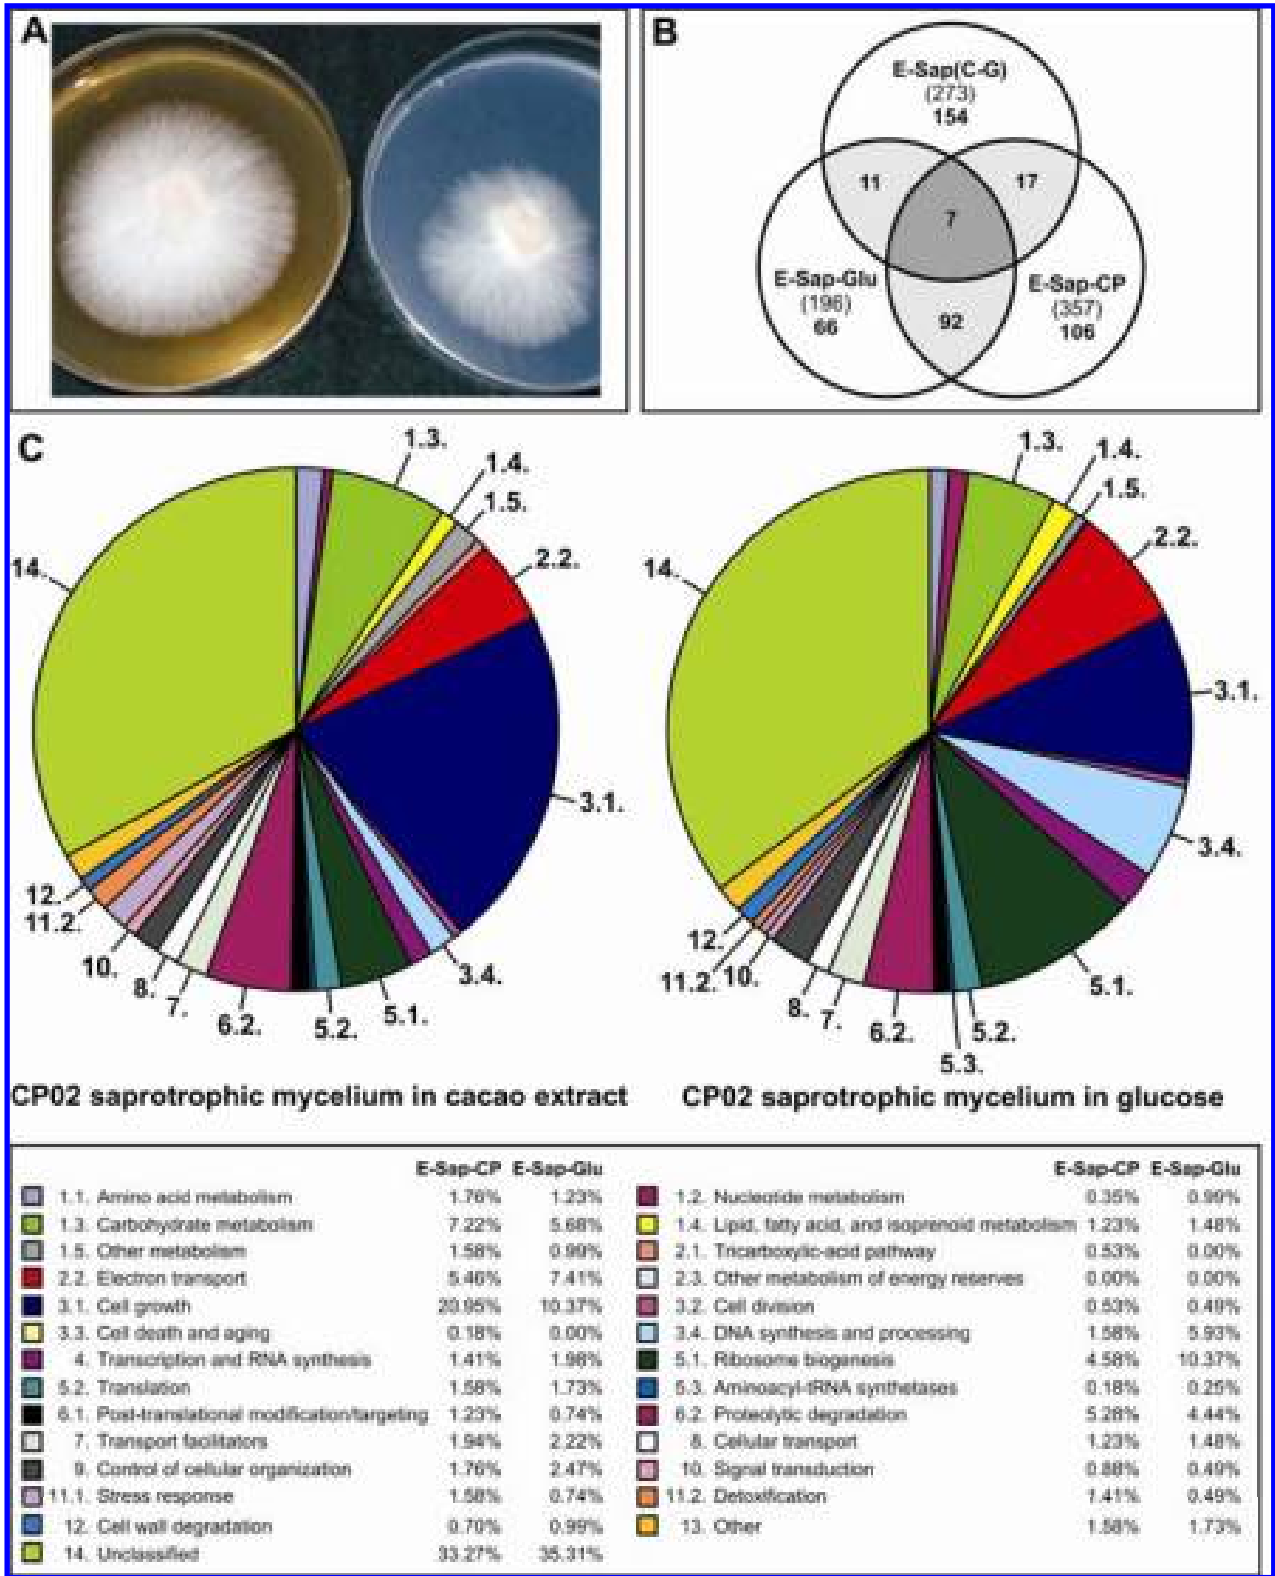 A
B
E-Sap(C-G)
(273)
154
11
17
7
E-Sap-Glu
(196)
66
E-Sap-CP
(357)
106
92
C
1.3.
1.4.
1.5.
2.2.
3.1.
3.4.
5.1.
5.2.
6.2.
7.
8.
10.
11.2.
12.
14.
1.3.
1.4.
1.5.
2.2.
3.1.
3.4.
5.1.
5.2.
5.3.
6.2.
7.
8.
10.
11.2.
12.
14.
CP02 saprotrophic mycelium in cacao extract
CP02 saprotrophic mycelium in glucose
E-Sap-CP E-Sap-Glu
1.1. Amino acid metabolism 1.76% 1.23%
1.3. Carbohydrate metabolism 7.22% 5.68%
1.5. Other metabolism 1.58% 0.99%
2.2. Electron transport 5.46% 7.41%
3.1. Cell growth 20.95% 10.37%
3.3. Cell death and aging 0.18% 0.00%
4. Transcription and RNA synthesis 1.41% 1.98%
5.2. Translation 1.58% 1.73%
6.1. Post-translational modification/targeting 1.23% 0.74%
7. Transport facilitators 1.94% 2.22%
9. Control of cellular organization 1.76% 2.47%
11.1. Stress response 1.58% 0.74%
12. Cell wall degradation 0.70% 0.99%
14. Unclassified 33.27% 35.31%
E-Sap-CP E-Sap-Glu
1.2. Nucleotide metabolism 0.35% 0.99%
1.4. Lipid, fatty acid, and isoprenoid metabolism 1.23% 1.48%
2.1. Tricarboxylic-acid pathway 0.53% 0.00%
2.3. Other metabolism of energy reserves 0.00% 0.00%
3.2. Cell division 0.53% 0.49%
3.4. DNA synthesis and processing 1.58% 5.93%
5.1. Ribosome biogenesis 4.58% 10.37%
5.3. Aminoacyl-tRNA synthetases 0.18% 0.25%
6.2. Proteolytic degradation 5.28% 4.44%
8. Cellular transport 1.23% 1.48%
10. Signal transduction 0.88% 0.49%
11.2. Detoxification 1.41% 0.49%
13. Other 1.58% 1.73%